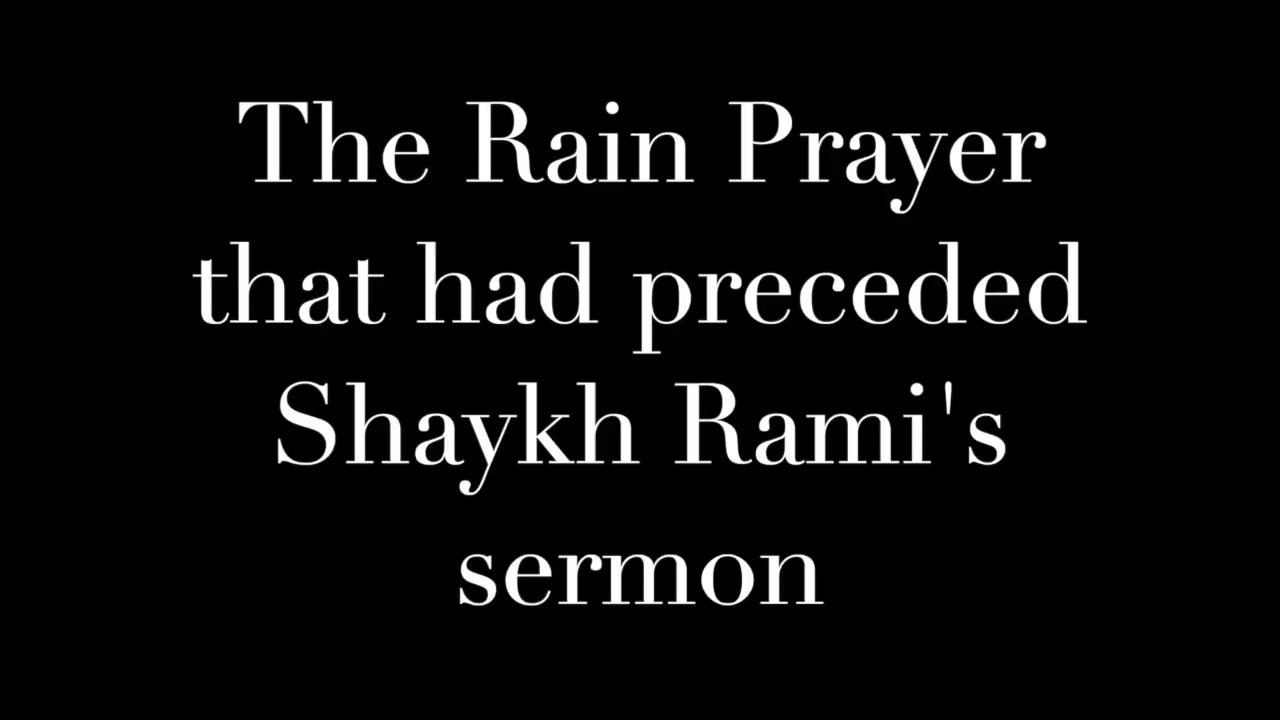 The Rain Prayer
that had preceded
Shaykh Rami's
sermon